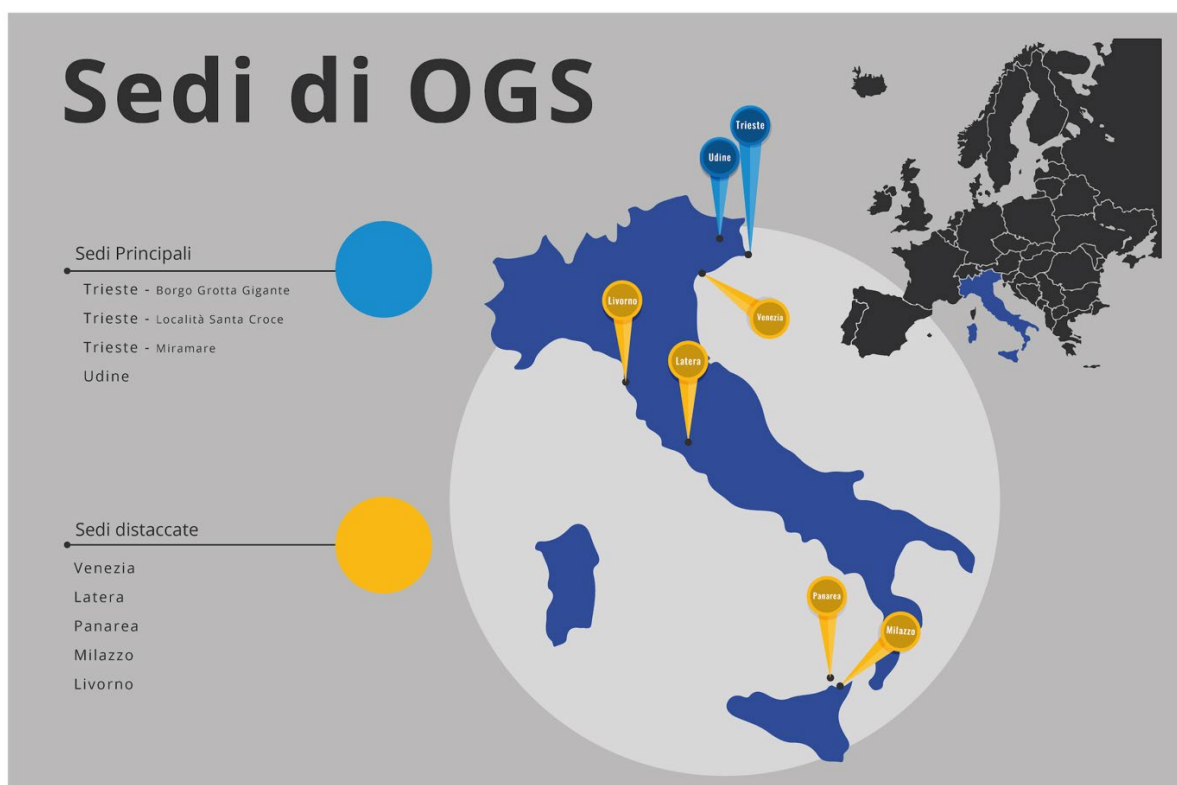 Sedi di OGS
Trieste
Udine
Sedi Principali
Trieste - Borgo Grotta Gigante
Trieste - Località Santa Croce
Trieste - Miramare
Udine
Livorno
Venezia
Latera
Sedi distaccate
Venezia
Latera
Panarea
Milazzo
Livorno
Panarea
Milazzo